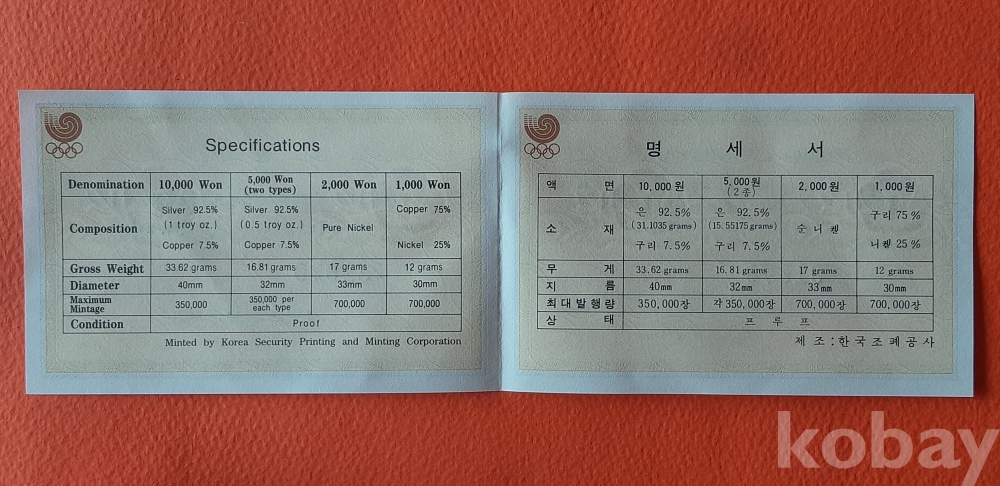 Specifications
Denomination 10,000 Won 5,000 Won (two types) 2,000 Won 1,000 Won
Composition Silver 92.5% (1 troy oz.) Copper 7.5% Silver 92.5% (0.5 troy oz.) Copper 7.5% Pure Nickel Copper 75% Nickel 25%
Gross Weight 33.62 grams 16.81 grams 17 grams 12 grams
Diameter 40mm 32mm 33mm 30mm
Maximum Mintage 350,000 350,000 per each type 700,000 700,000
Condition Proof
Minted by Korea Security Printing and Minting Corporation
명 세 서
액 면 10,000원 5,000원 (2종) 2,000원 1,000원
소 재 은 92.5% (31.1035 grams) 구리 7.5% 은 92.5% (15.55175 grams) 구리 7.5% 순니켈 구리 75% 니켈 25%
무 게 33.62 grams 16.81 grams 17 grams 12 grams
지 름 40mm 32mm 33mm 30mm
최대발행량 350,000장 각350,000장 700,000장 700,000장
상 태 프 루 프
제조:한국조폐공사
kobay